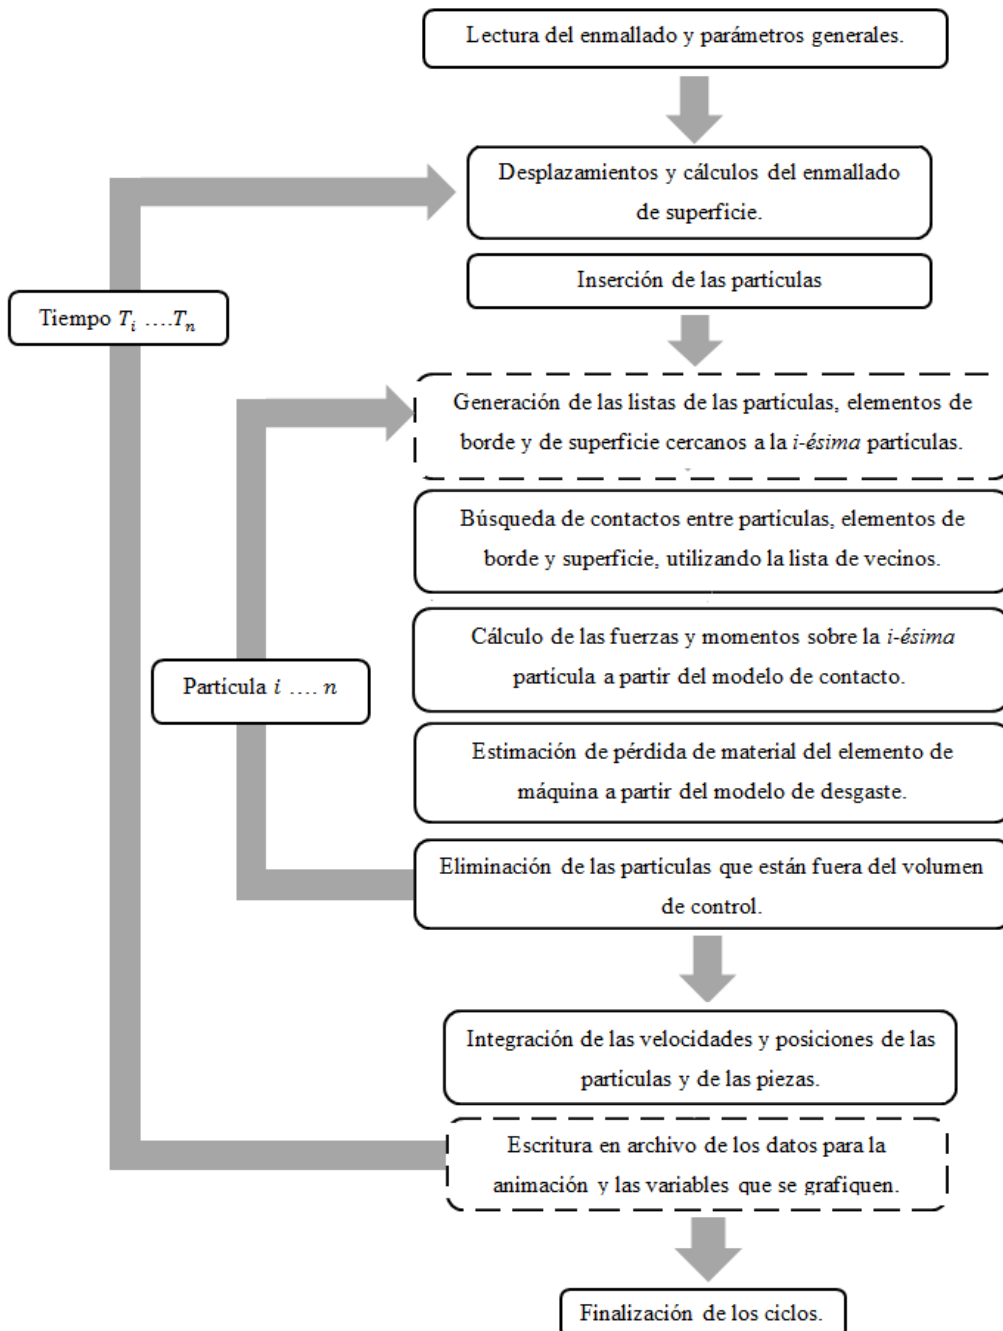 Lectura del enmallado y parámetros generales.
Desplazamientos y cálculos del enmallado
de superficie.
Inserción de las partículas
Tiempo T_i ….T_n
Generación de las listas de las partículas, elementos de
borde y de superficie cercanos a la i-ésima partículas.
Búsqueda de contactos entre partículas, elementos de
borde y superficie, utilizando la lista de vecinos.
Cálculo de las fuerzas y momentos sobre la i-ésima
partícula a partir del modelo de contacto.
Partícula i …. n
Estimación de pérdida de material del elemento de
máquina a partir del modelo de desgaste.
Eliminación de las partículas que están fuera del volumen
de control.
Integración de las velocidades y posiciones de las
partículas y de las piezas.
Escritura en archivo de los datos para la
animación y las variables que se grafiquen.
Finalización de los ciclos.